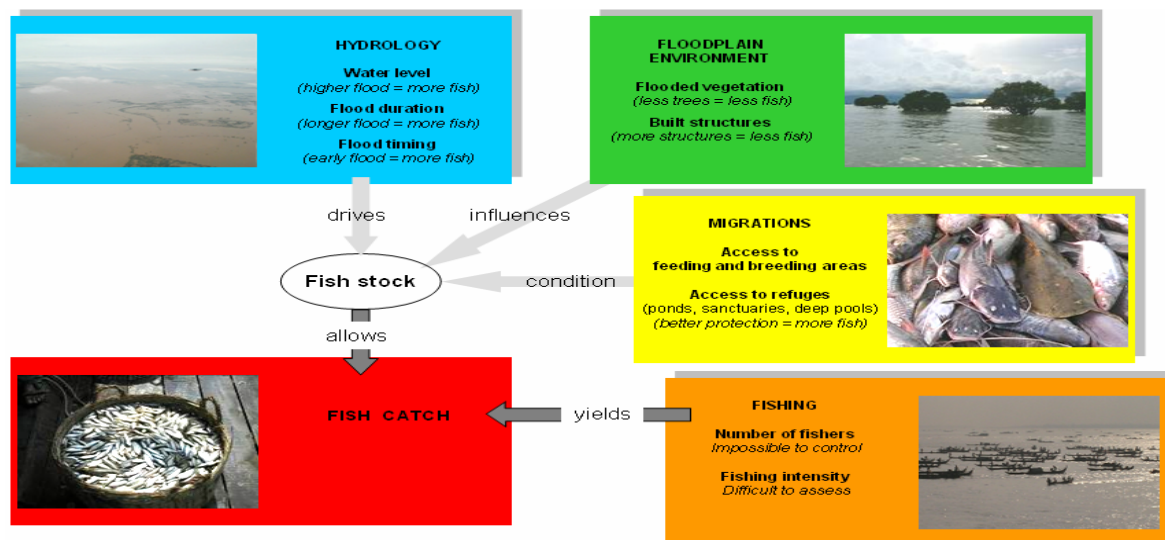 HYDROLOGY
Water level
(higher flood = more fish)
Flood duration
(longer flood = more fish)
Flood timing
(early flood = more fish)
FLOODPLAIN
ENVIRONMENT
Flooded vegetation
(less trees = less fish)
Built structures
(more structures = less fish)
drives
influences
MIGRATIONS
Access to
feeding and breeding areas
Access to refuges
(ponds, sanctuaries, deep pools)
(better protection = more fish)
Fish stock
condition
allows
FISH CATCH
yields
FISHING
Number of fishers
Impossible to control
Fishing intensity
Difficult to assess